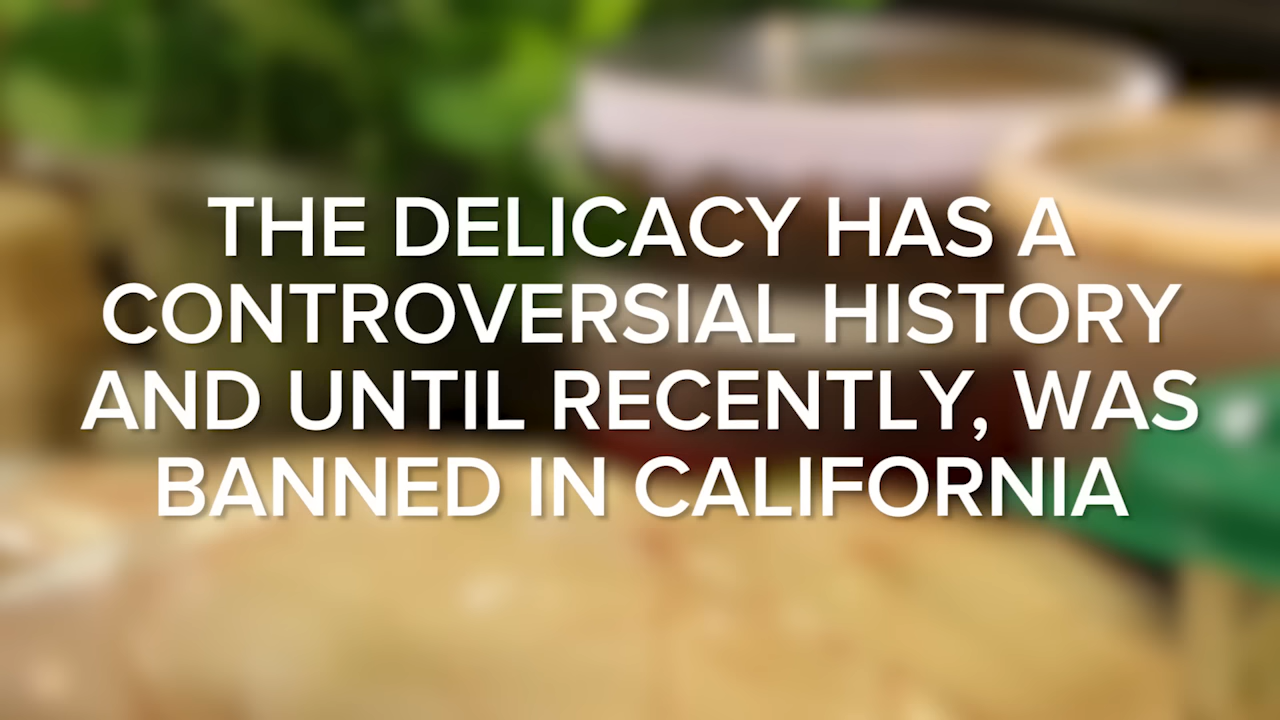 THE DELICACY HAS A
CONTROVERSIAL HISTORY
AND UNTIL RECENTLY, WAS
BANNED IN CALIFORNIA